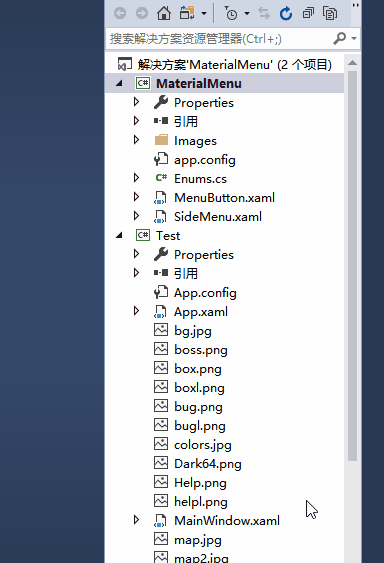 搜索解决方案资源管理器(Ctrl+;)
解决方案'MaterialMenu' (2 个项目)
C# MaterialMenu
Properties
引用
Images
app.config
C# Enums.cs
MenuButton.xaml
SideMenu.xaml
C# Test
Properties
引用
App.config
App.xaml
bg.jpg
boss.png
box.png
boxl.png
bug.png
bugl.png
colors.jpg
Dark64.png
Help.png
helpl.png
MainWindow.xaml
map.jpg
map2.jpg